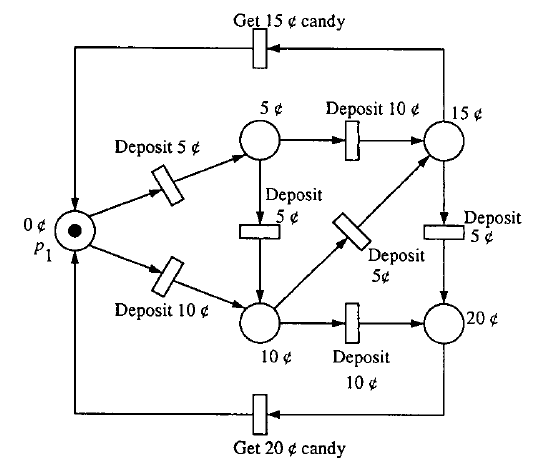 Get 15 ¢ candy
5 ¢
Deposit 10 ¢
15 ¢
Deposit 5 ¢
Deposit
5 ¢
0 ¢
p1
Deposit
5 ¢
Deposit
5¢
Deposit 10 ¢
20 ¢
10 ¢
Deposit
10 ¢
Get 20 ¢ candy